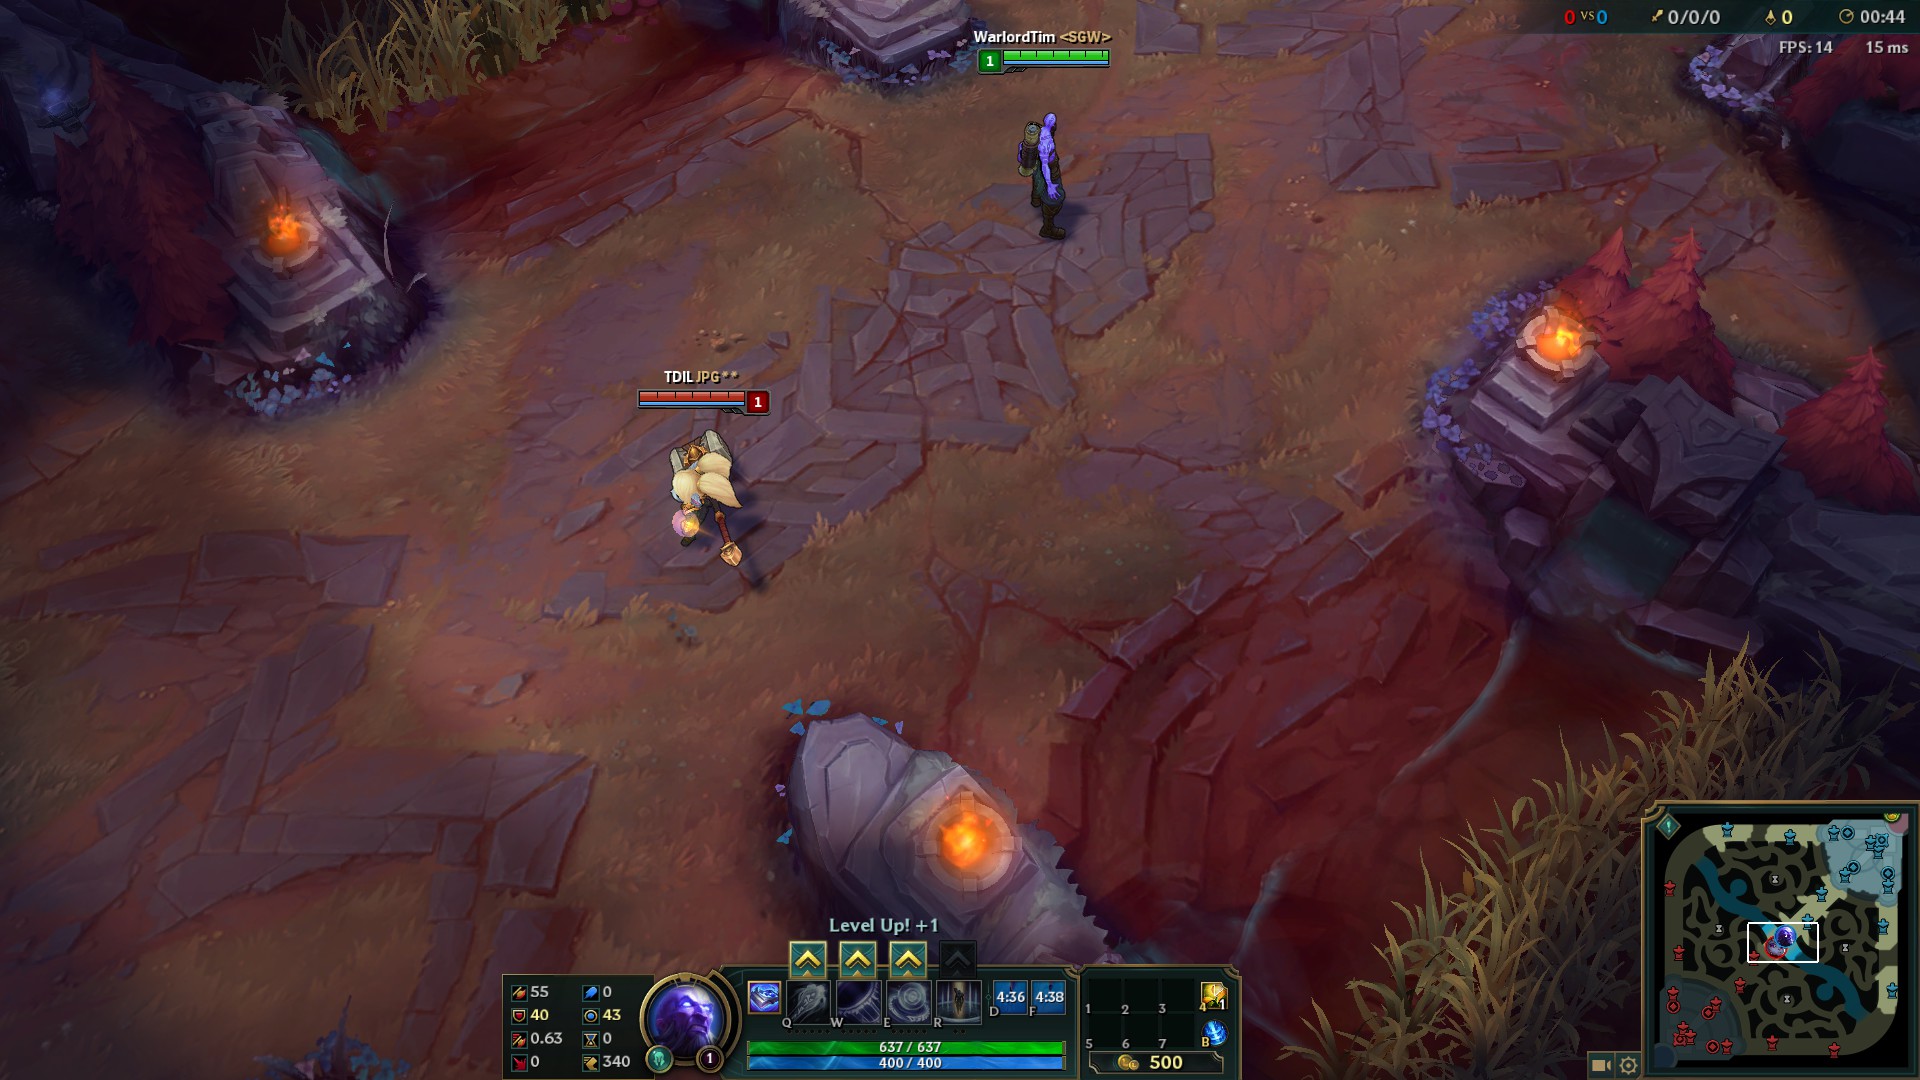 0 vs 0 0/0/0 0 00:44
FPS: 14 15 ms
WarlordTim <SGW>
1
TDIL JPG**
1
Level Up! +1
55 0
40 43
0.63 0
0 340
1
Q W E R
4:36 4:38
D F
637 / 637
400 / 400
1 2 3 4 1
5 6 7 B
500